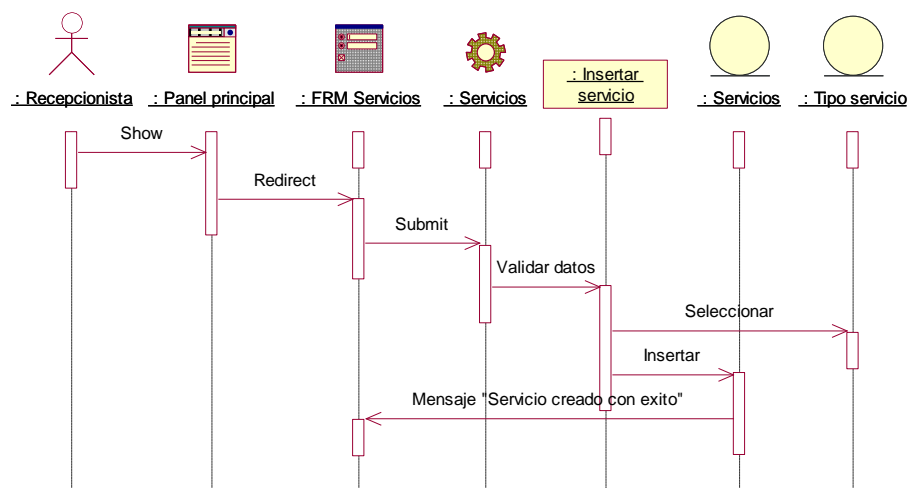 : Insertar
: Recepcionista
: Panel principal
: FRM Servicios
: Servicios
servicio
: Servicios
: Tipo servicio
Show
Redirect
Submit
Validar datos
Seleccionar
Insertar
Mensaje "Servicio creado con exito"